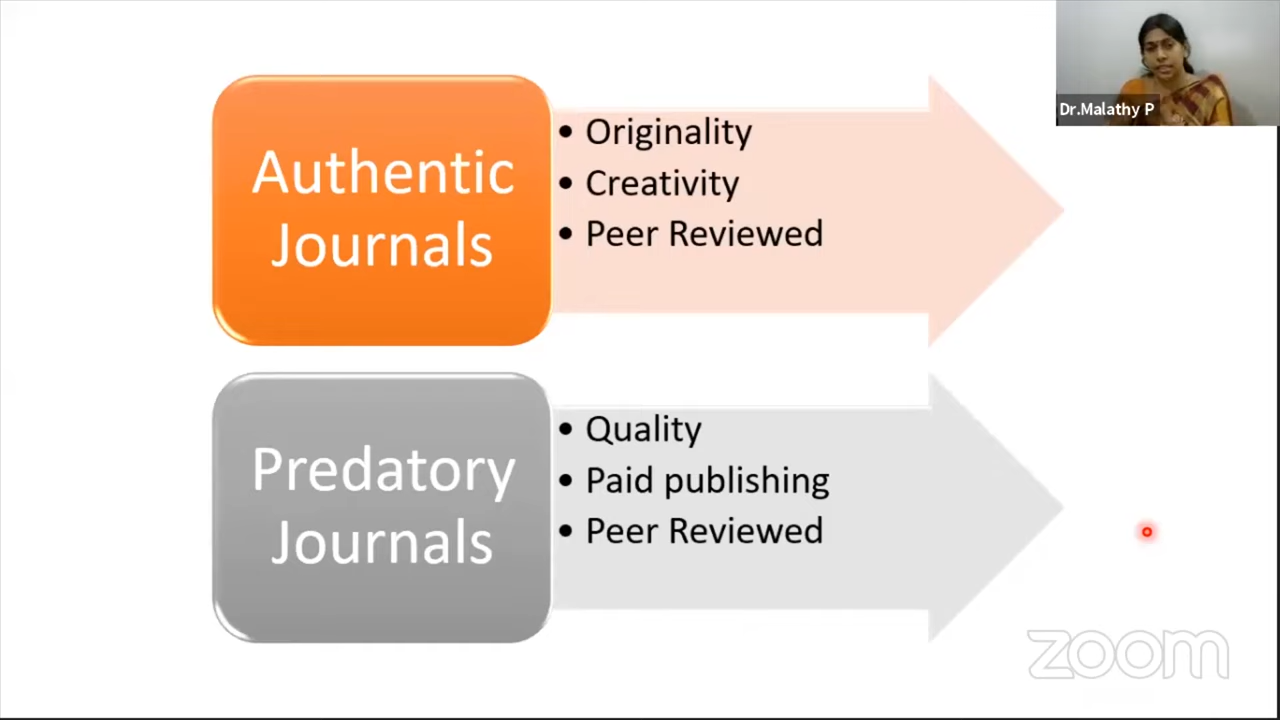 Authentic
Journals
• Originality
• Creativity
• Peer Reviewed
Predatory
Journals
• Quality
• Paid publishing
• Peer Reviewed
Dr.Malathy P
zoom